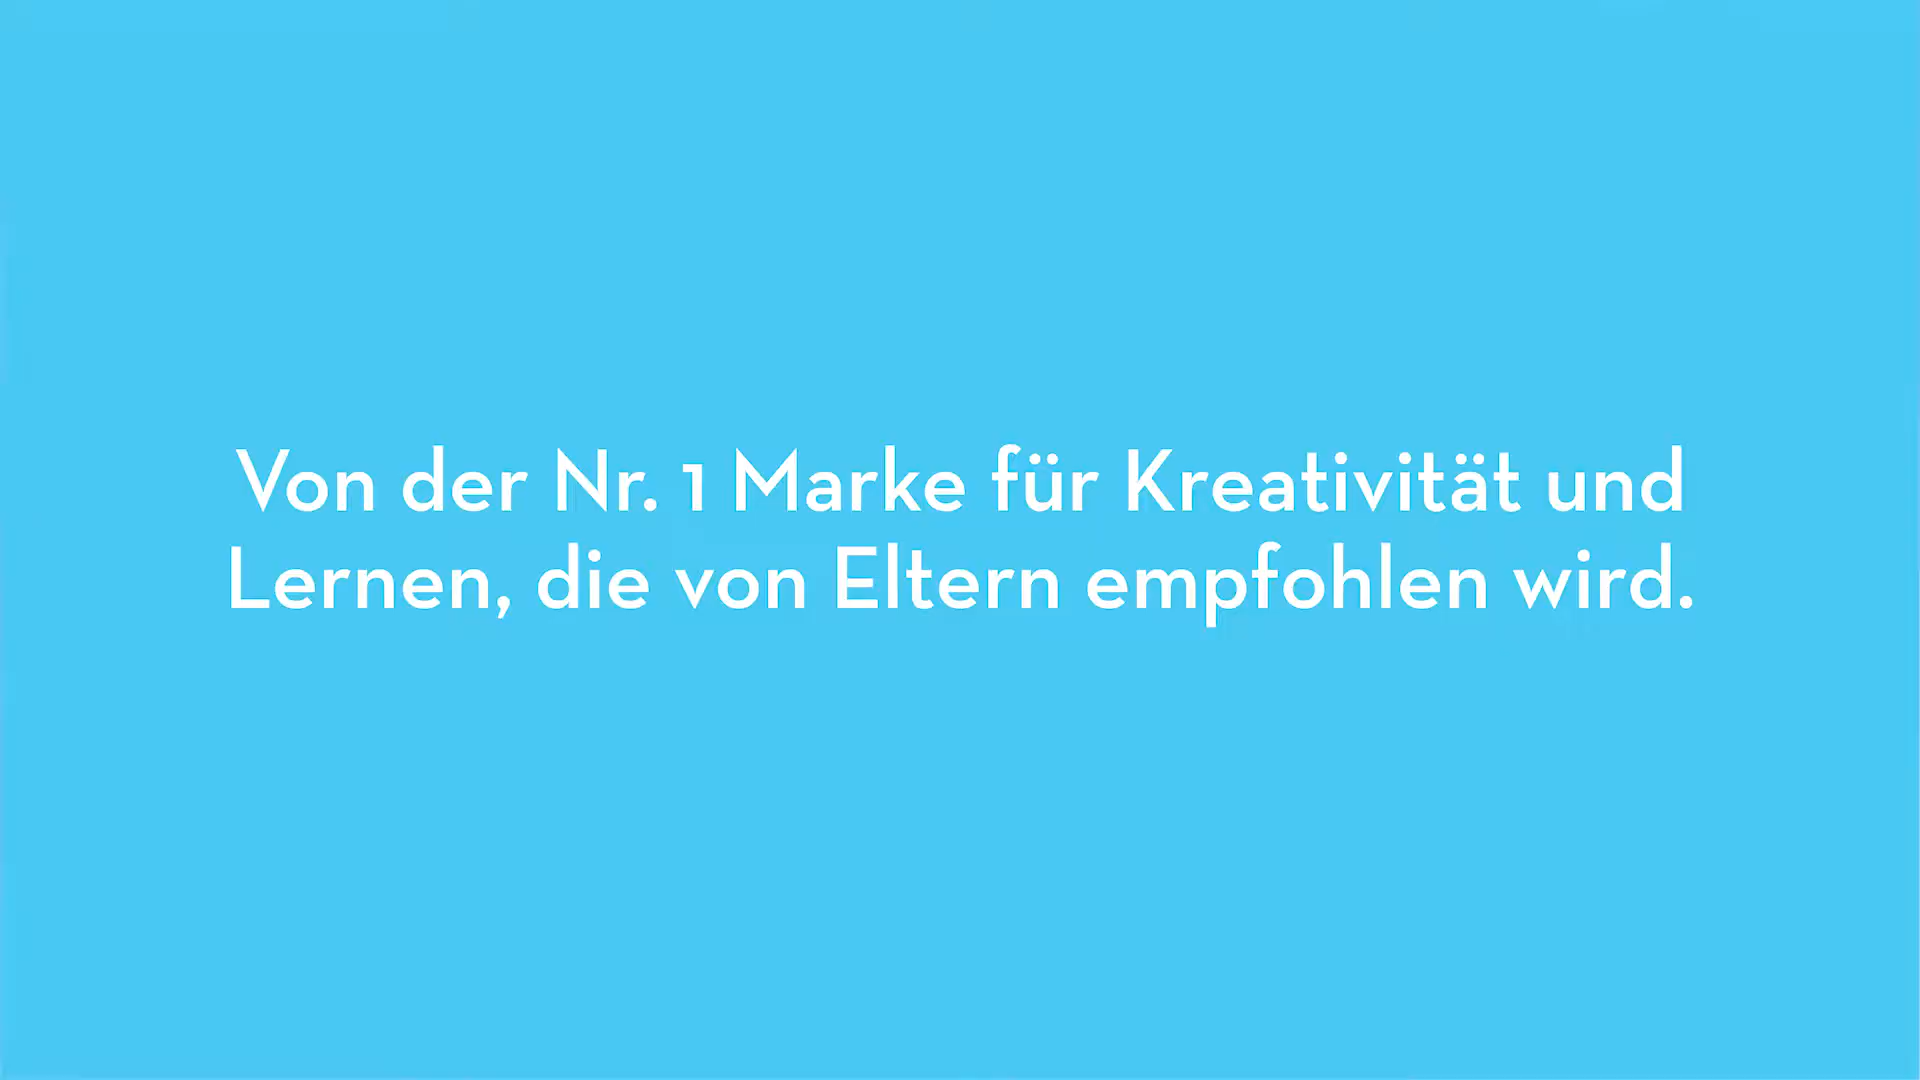 Von der Nr. 1 Marke für Kreativität und
Lernen, die von Eltern empfohlen wird.